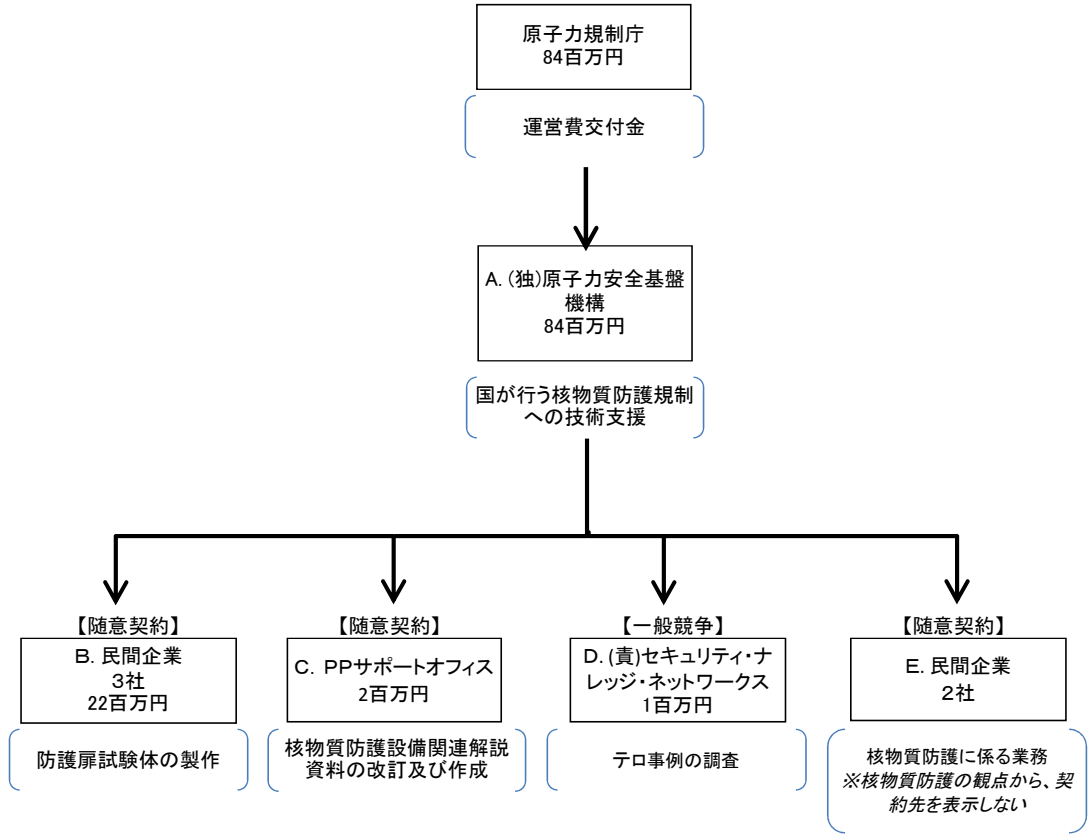 原子力規制庁
84百万円
運営費交付金
A. (独)原子力安全基盤
機構
84百万円
国が行う核物質防護規制
への技術支援
【随意契約】
B. 民間企業
3社
22百万円
防護扉試験体の製作
【随意契約】
C. PPサポートオフィス
2百万円
核物質防護設備関連解説
資料の改訂及び作成
【一般競争】
D. (責)セキュリティ・ナ
レッジ・ネットワークス
1百万円
テロ事例の調査
【随意契約】
E. 民間企業
2社
核物質防護に係る業務
※核物質防護の観点から、契
約先を表示しない